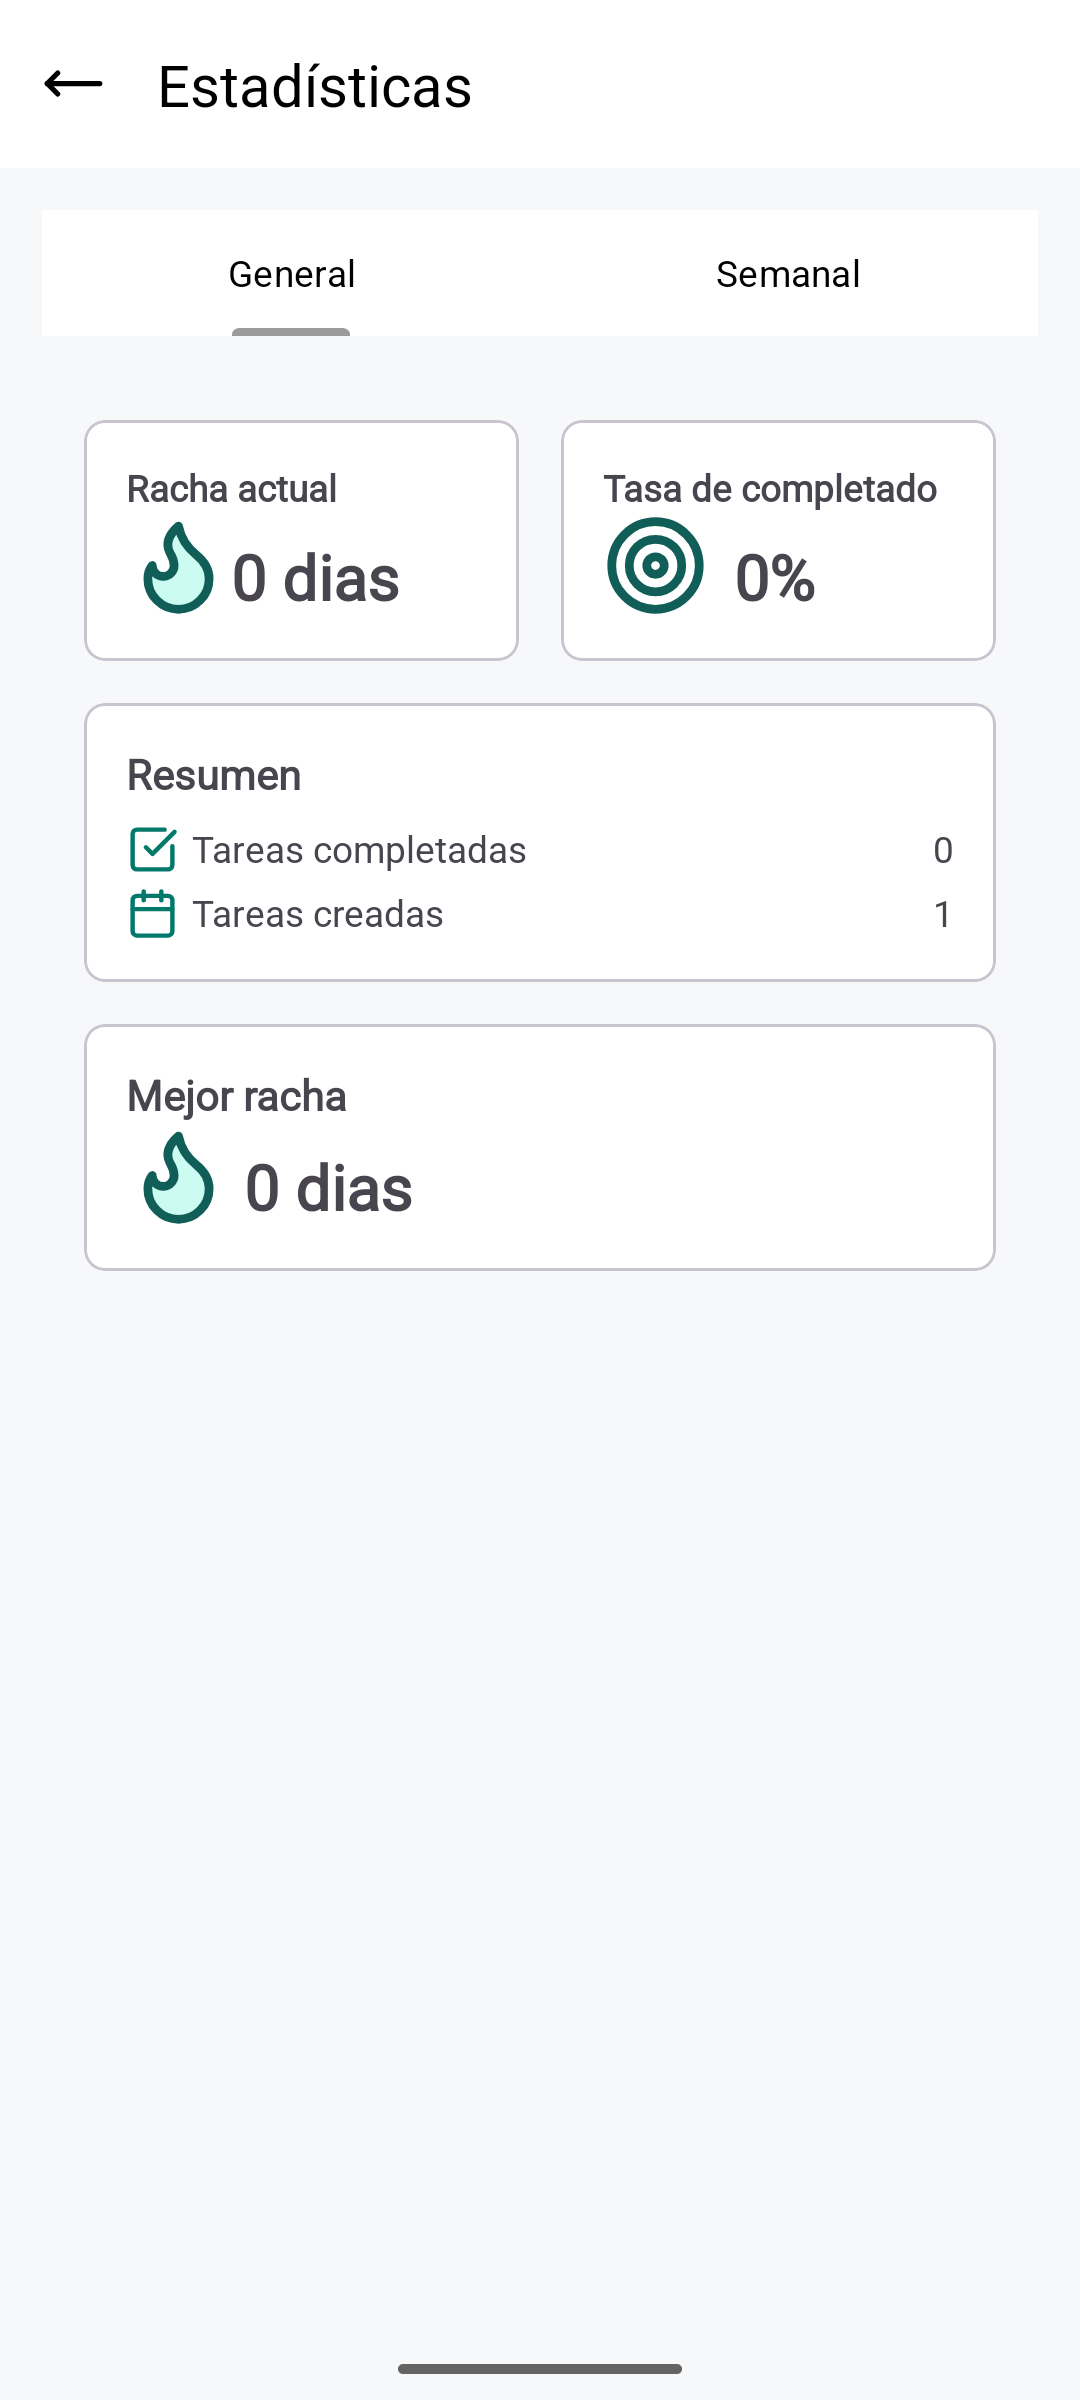 Estadísticas
General
Semanal
Racha actual
0 dias
Tasa de completado
0%
Resumen
Tareas completadas 0
Tareas creadas 1
Mejor racha
0 dias